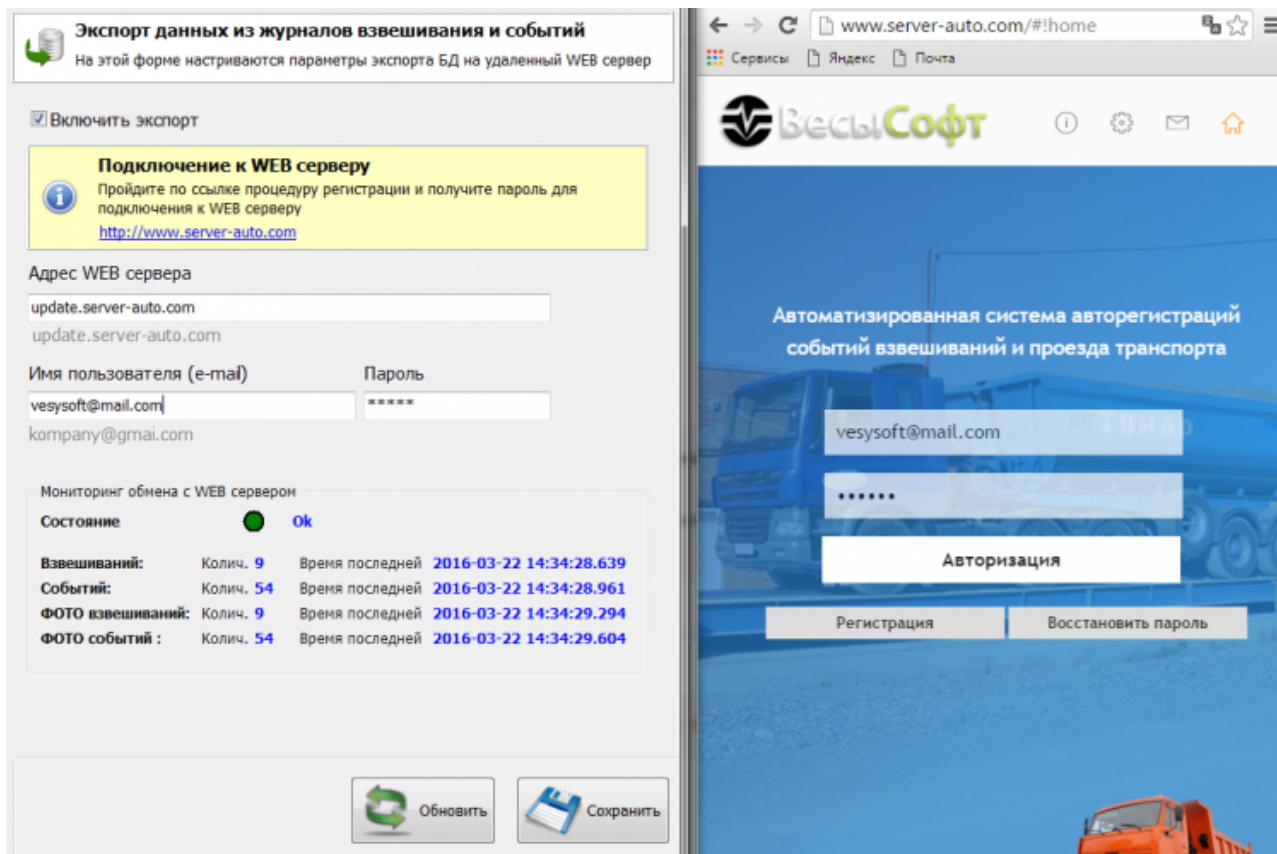 Экспорт данных из журналов взвешивания и событий
На этой форме настриваются параметры экспорта БД на удаленный WEB сервер
Включить экспорт
Подключение к WEB серверу
Пройдите по ссылке процедуру регистрации и получите пароль для
подключения к WEB серверу
http://www.server-auto.com
Адрес WEB сервера
update.server-auto.com
update.server-auto.com
Имя пользователя (e-mail) Пароль
vesysoft@mail.com *****
kompany@gmai.com
Мониторинг обмена с WEB сервером
Состояние Ok
Взвешиваний: Колич. 9 Время последней 2016-03-22 14:34:28.639
Событий: Колич. 54 Время последней 2016-03-22 14:34:28.961
ФОТО взвешиваний: Колич. 9 Время последней 2016-03-22 14:34:29.294
ФОТО событий : Колич. 54 Время последней 2016-03-22 14:34:29.604
Обновить Сохранить
www.server-auto.com/#!home
Сервисы Яндекс Почта
ВесыСофт
Автоматизированная система авторегистраций
событий взвешиваний и проезда транспорта
ТОНАР
vesysoft@mail.com
••••••
Авторизация
Регистрация Восстановить пароль